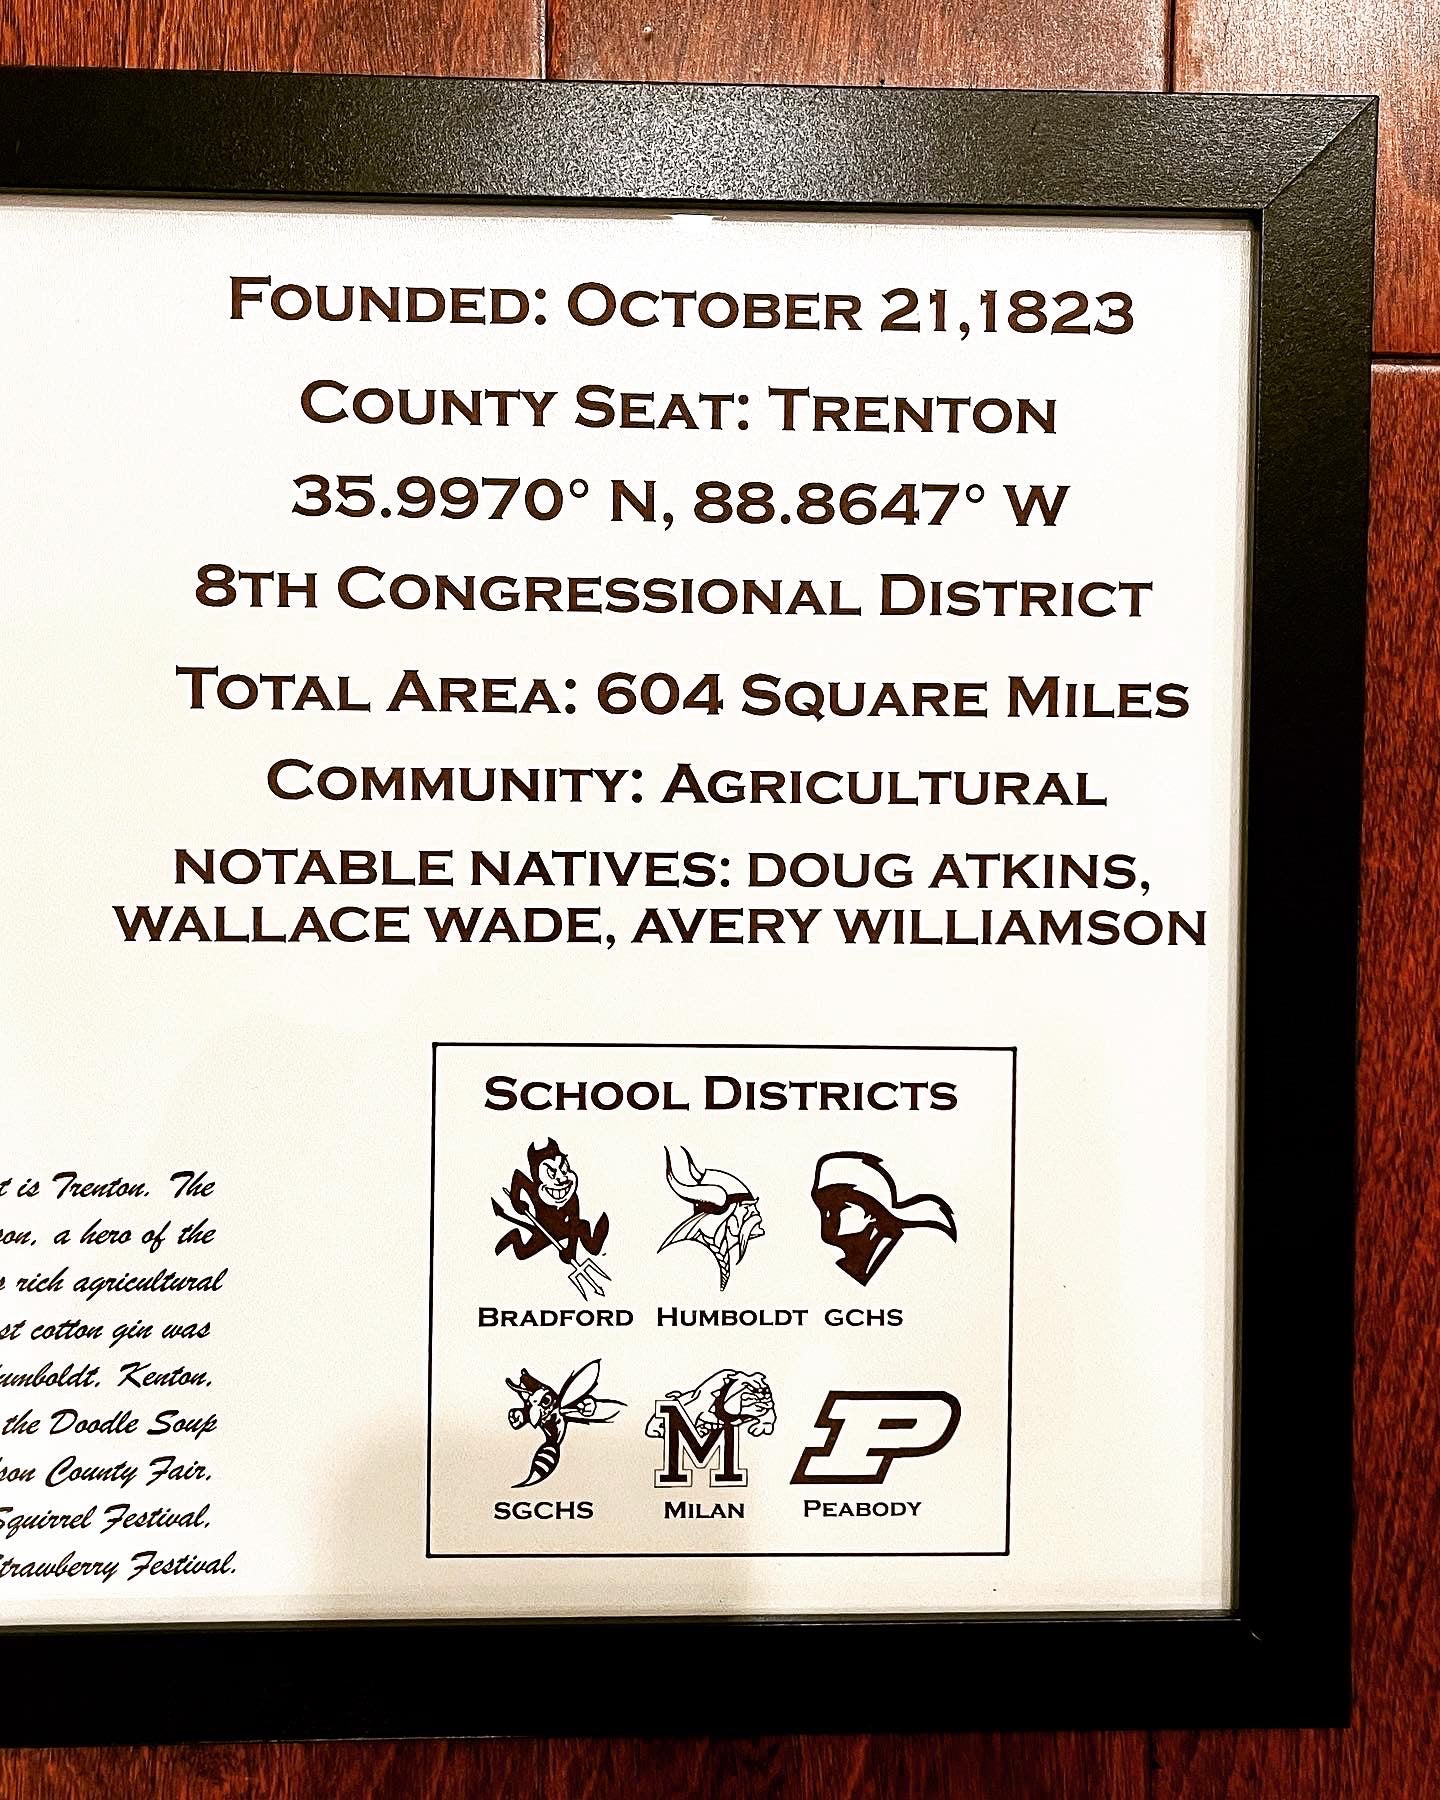 FOUNDED: OCTOBER 21,1823
COUNTY SEAT: TRENTON
35.9970° N, 88.8647° W
8TH CONGRESSIONAL DISTRICT
TOTAL AREA: 604 SQUARE MILES
COMMUNITY: AGRICULTURAL
NOTABLE NATIVES: DOUG ATKINS,
WALLACE WADE, AVERY WILLIAMSON
is Trenton. The
a hero of the
rich agricultural
cotton gin was
Kenton,
the Doodle Soup
County Fair,
Squirrel Festival,
Strawberry Festival.
SCHOOL DISTRICTS
BRADFORD HUMBOLDT GCHS
M P
SGCHS MILAN PEABODY